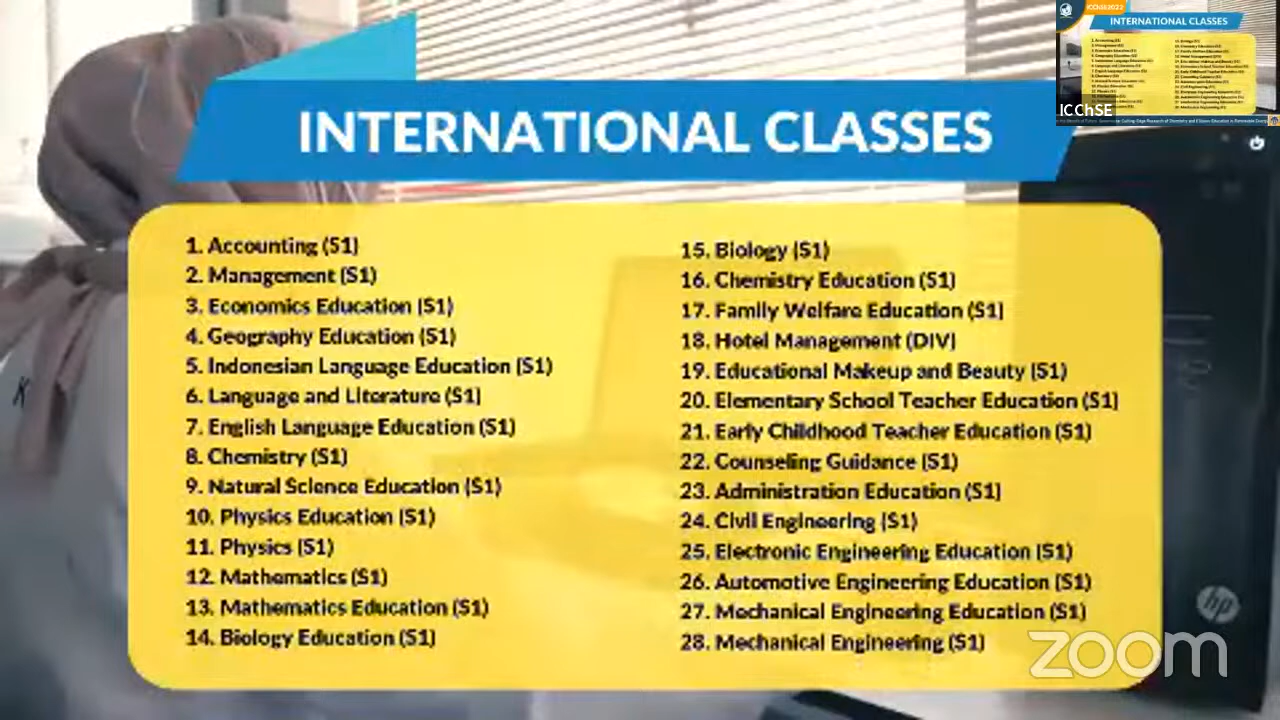 INTERNATIONAL CLASSES
1. Accounting (S1)
2. Management (S1)
3. Economics Education (S1)
4. Geography Education (S1)
5. Indonesian Language Education (S1)
6. Language and Literature (S1)
7. English Language Education (S1)
8. Chemistry (S1)
9. Natural Science Education (S1)
10. Physics Education (S1)
11. Physics (S1)
12. Mathematics (S1)
13. Mathematics Education (S1)
14. Biology Education (S1)
15. Biology (S1)
16. Chemistry Education (S1)
17. Family Welfare Education (S1)
18. Hotel Management (DIV)
19. Educational Makeup and Beauty (S1)
20. Elementary School Teacher Education (S1)
21. Early Childhood Teacher Education (S1)
22. Counseling Guidance (S1)
23. Administration Education (S1)
24. Civil Engineering (S1)
25. Electronic Engineering Education (S1)
26. Automotive Engineering Education (S1)
27. Mechanical Engineering Education (S1)
28. Mechanical Engineering (S1)
INTERNATIONAL CLASSES
ICChSE
hp
zoom
K